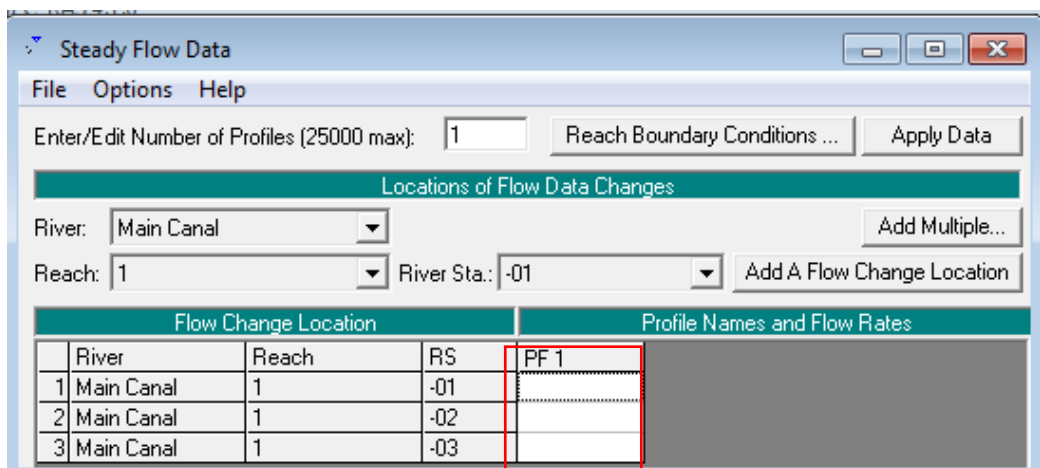 Steady Flow Data
File Options Help
Enter/Edit Number of Profiles (25000 max): 1 Reach Boundary Conditions ... Apply Data
Locations of Flow Data Changes
River: Main Canal Add Multiple...
Reach: 1 River Sta.: -01 Add A Flow Change Location
Flow Change Location Profile Names and Flow Rates
River Reach RS PF 1
1 Main Canal 1 -01
2 Main Canal 1 -02
3 Main Canal 1 -03